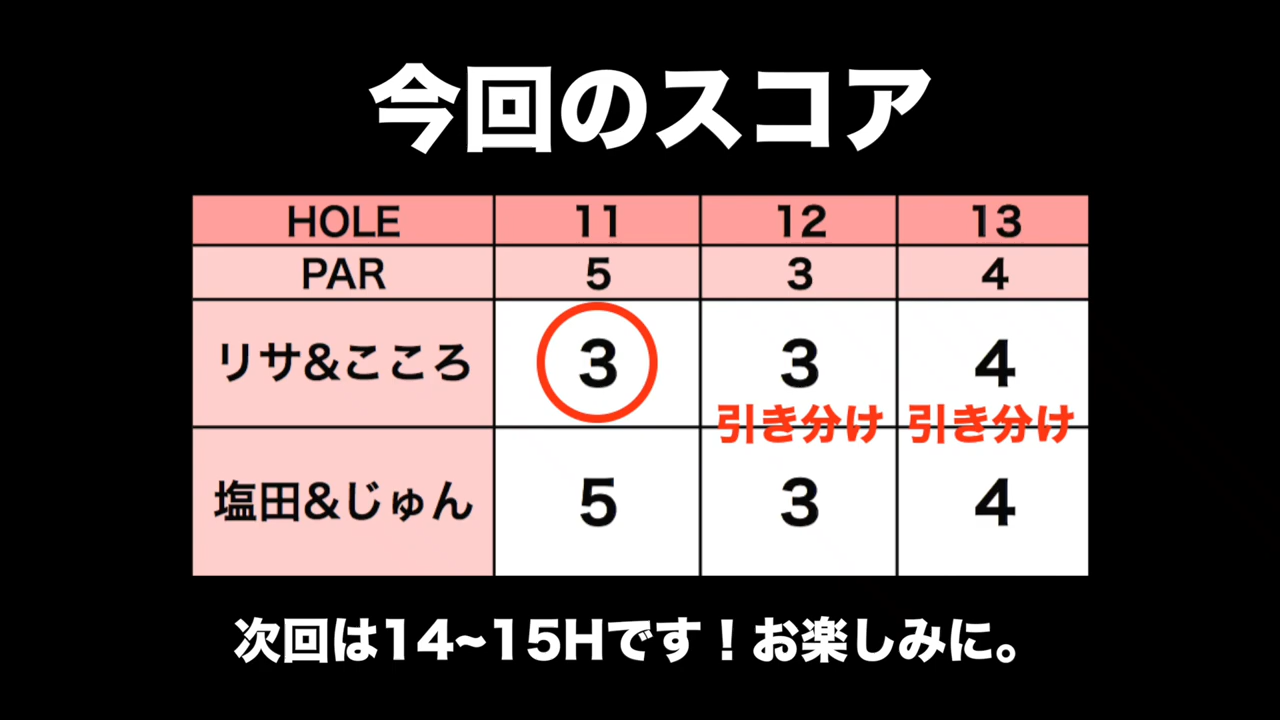 今回のスコア
HOLE 11 12 13
PAR 5 3 4
リサ&こころ 3 3 4
引き分け 引き分け
塩田&じゅん 5 3 4
次回は14~15Hです！お楽しみに。